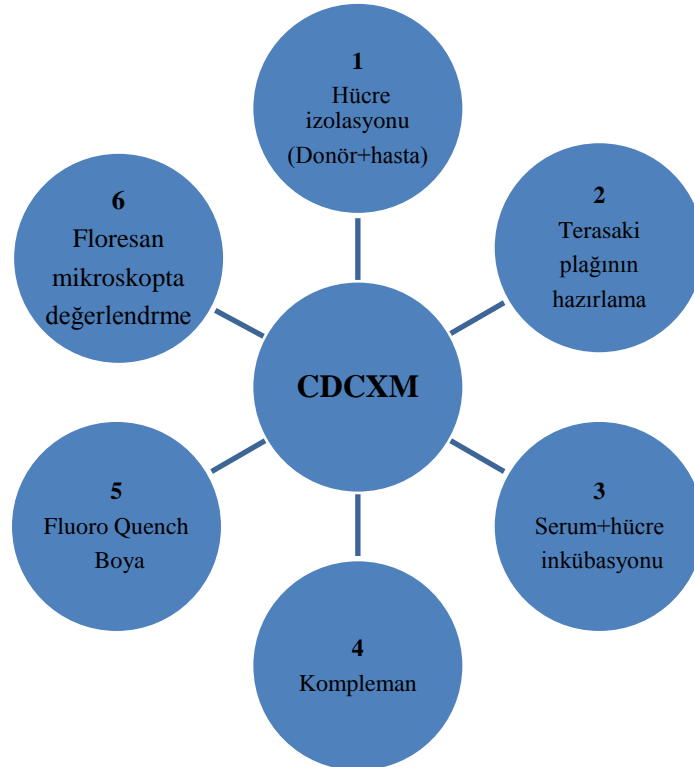 1
Hücre
izolasyonu
(Donör+hasta)
2
Terasaki
plağının
hazırlama
3
Serum+hücre
inkübasyonu
4
Kompleman
5
Fluoro Quench
Boya
6
Floresan
mikroskopta
değerlendrme
CDCXM